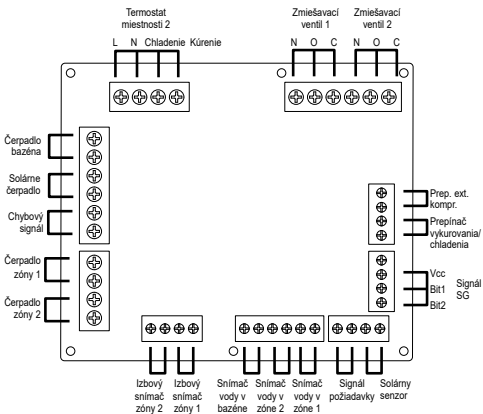 Termostat
miestnosti 2
L N Chladenie Kúrenie
Zmiešavací
ventil 1
N O C
Zmiešavací
ventil 2
N O C
Čerpadlo
bazéna
Solárne
čerpadlo
Chybový
signál
Čerpadlo
zóny 1
Čerpadlo
zóny 2
Prep. ext.
kompr.
Prepínač
vykurovania/
chladenia
Vcc
Bit1
Bit2
Signál
SG
Izbový
snímač
zóny 2
Izbový
snímač
zóny 1
Snímač
vody v
bazéne
Snímač
vody v
zóne 2
Snímač
vody v
zóne 1
Signál
požiadavky
Solárny
senzor